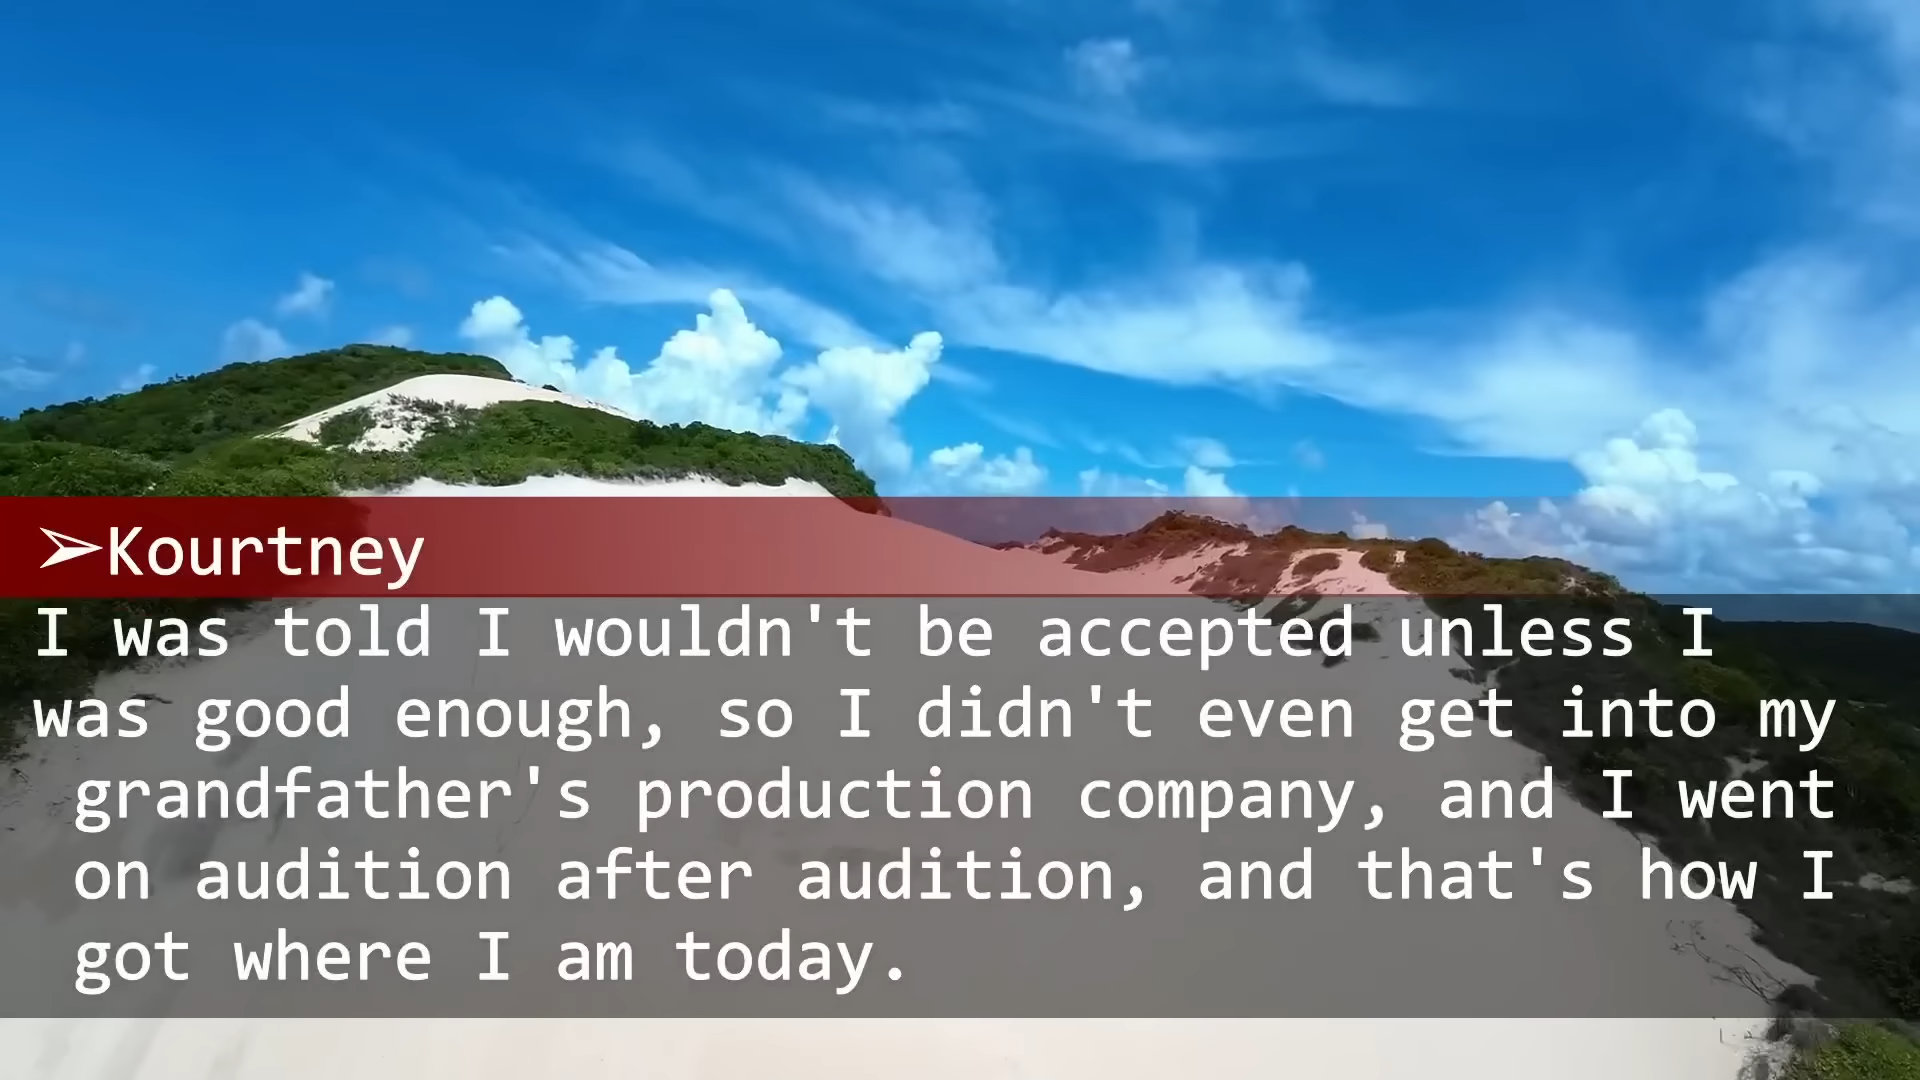 ➢Kourtney
I was told I wouldn't be accepted unless I
was good enough, so I didn't even get into my
grandfather's production company, and I went
on audition after audition, and that's how I
got where I am today.